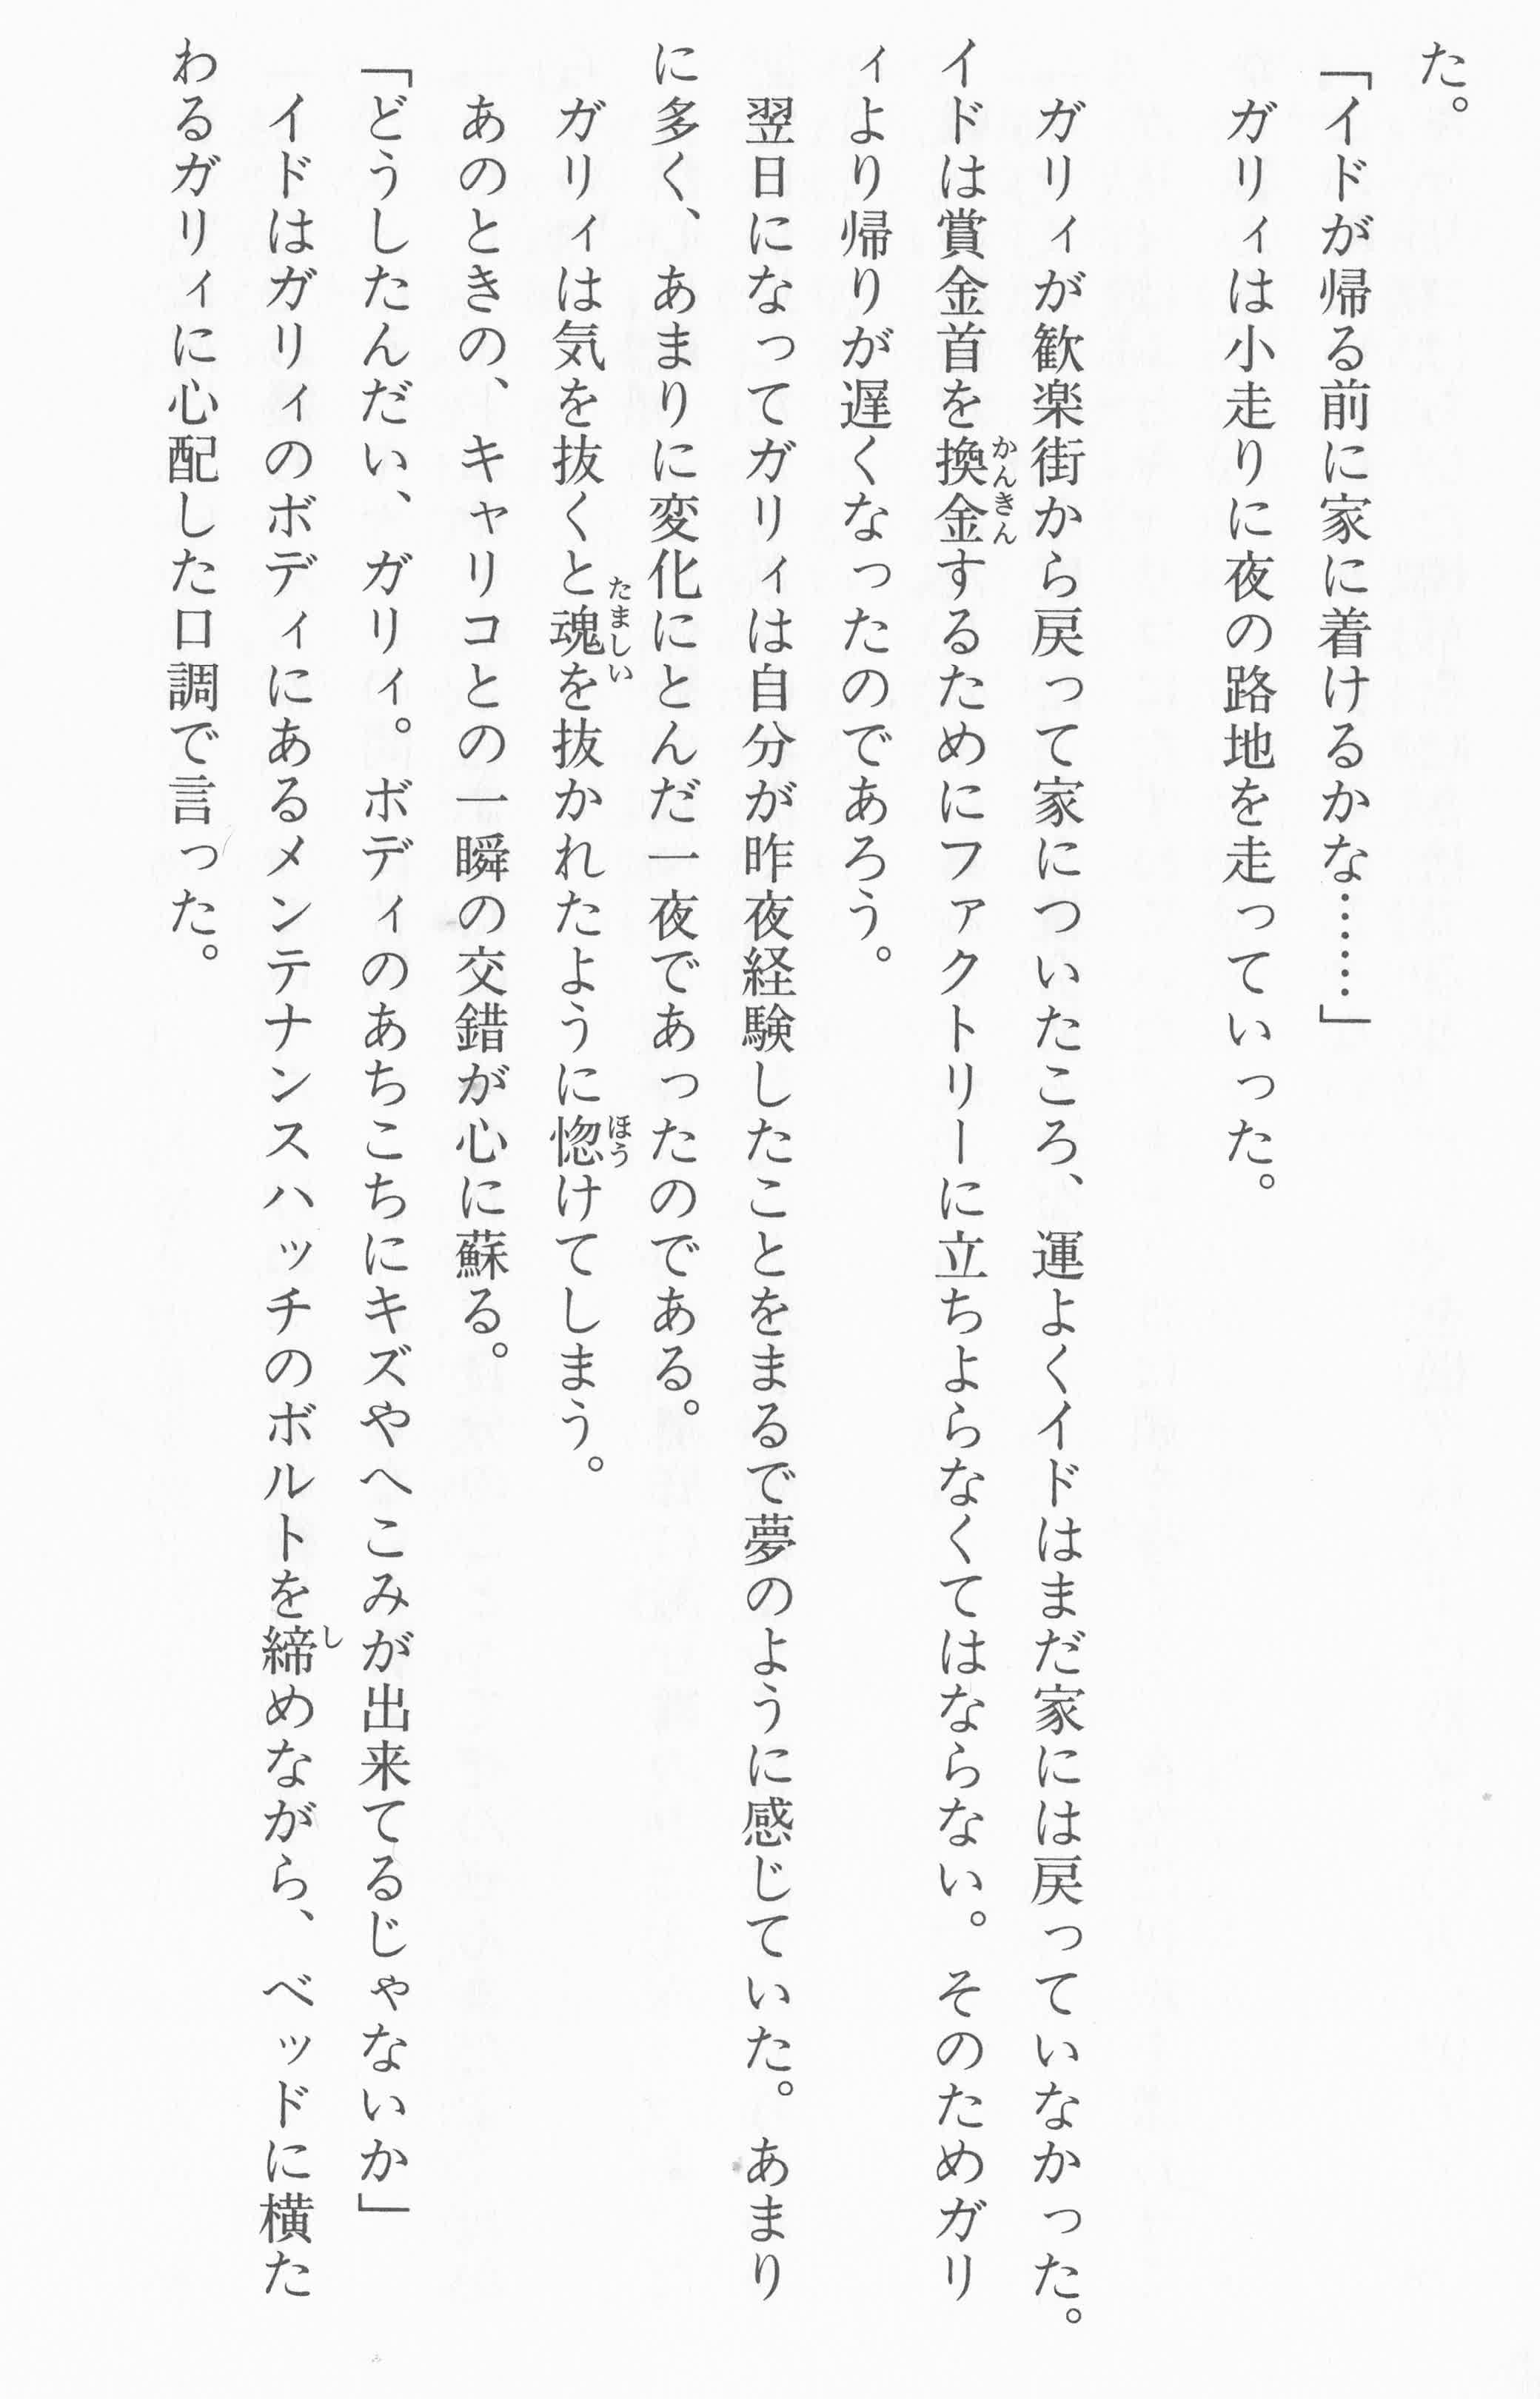 た。
「イドが帰る前に家に着けるかな……」
　ガリィは小走りに夜の路地を走っていった。
　ガリィが歓楽街から戻って家についたころ、運よくイドはまだ家には戻っていなかった。
イドは賞金首を換金するためにファクトリーに立ちよらなくてはならない。そのためガリ
ィより帰りが遅くなったのであろう。
　翌日になってガリィは自分が昨夜経験したことをまるで夢のように感じていた。あまり
に多く、あまりに変化にとんだ一夜であったのである。
　ガリィは気を抜くと魂を抜かれたように惚けてしまう。
　あのときの、キャリコとの一瞬の交錯が心に蘇る。
「どうしたんだい、ガリィ。ボディのあちこちにキズやへこみが出来てるじゃないか」
　イドはガリィのボディにあるメンテナンスハッチのボルトを締めながら、ベッドに横た
わるガリィに心配した口調で言った。